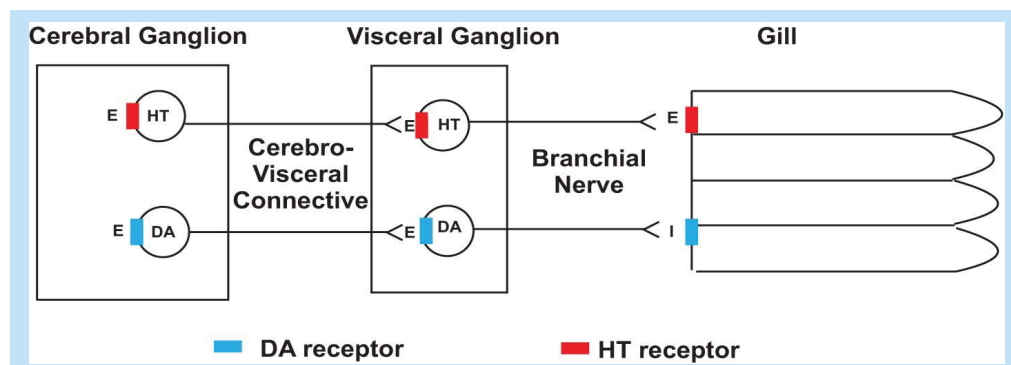 Cerebral Ganglion Visceral Ganglion Gill
E HT E HT E
Cerebro-
Visceral
Connective
Branchial
Nerve
E DA E DA I
DA receptor HT receptor